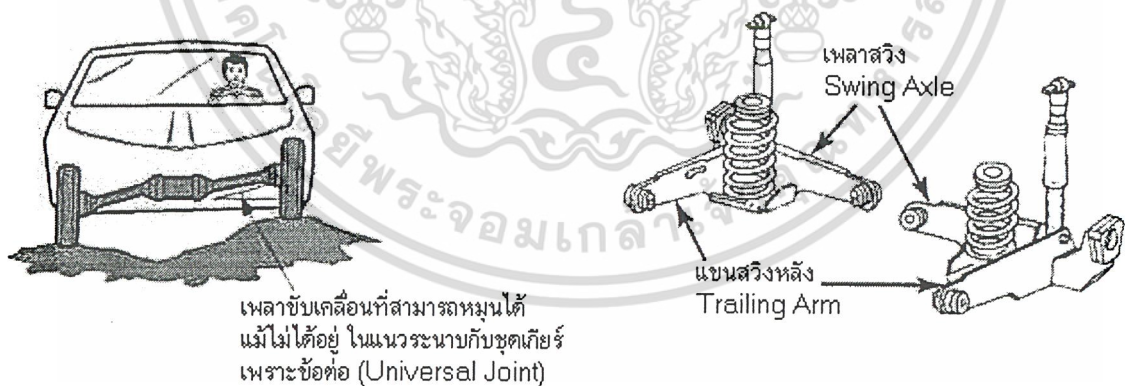 เพลาสวิง
Swing Axle
แขนสวิงหลัง
Trailing Arm
เพลาขับเคลื่อนที่สามารถหมุนได้
แม้ไม่ได้อยู่ ในแนวระนาบกับชุดเกียร์
เพราะข้อต่อ (Universal Joint)